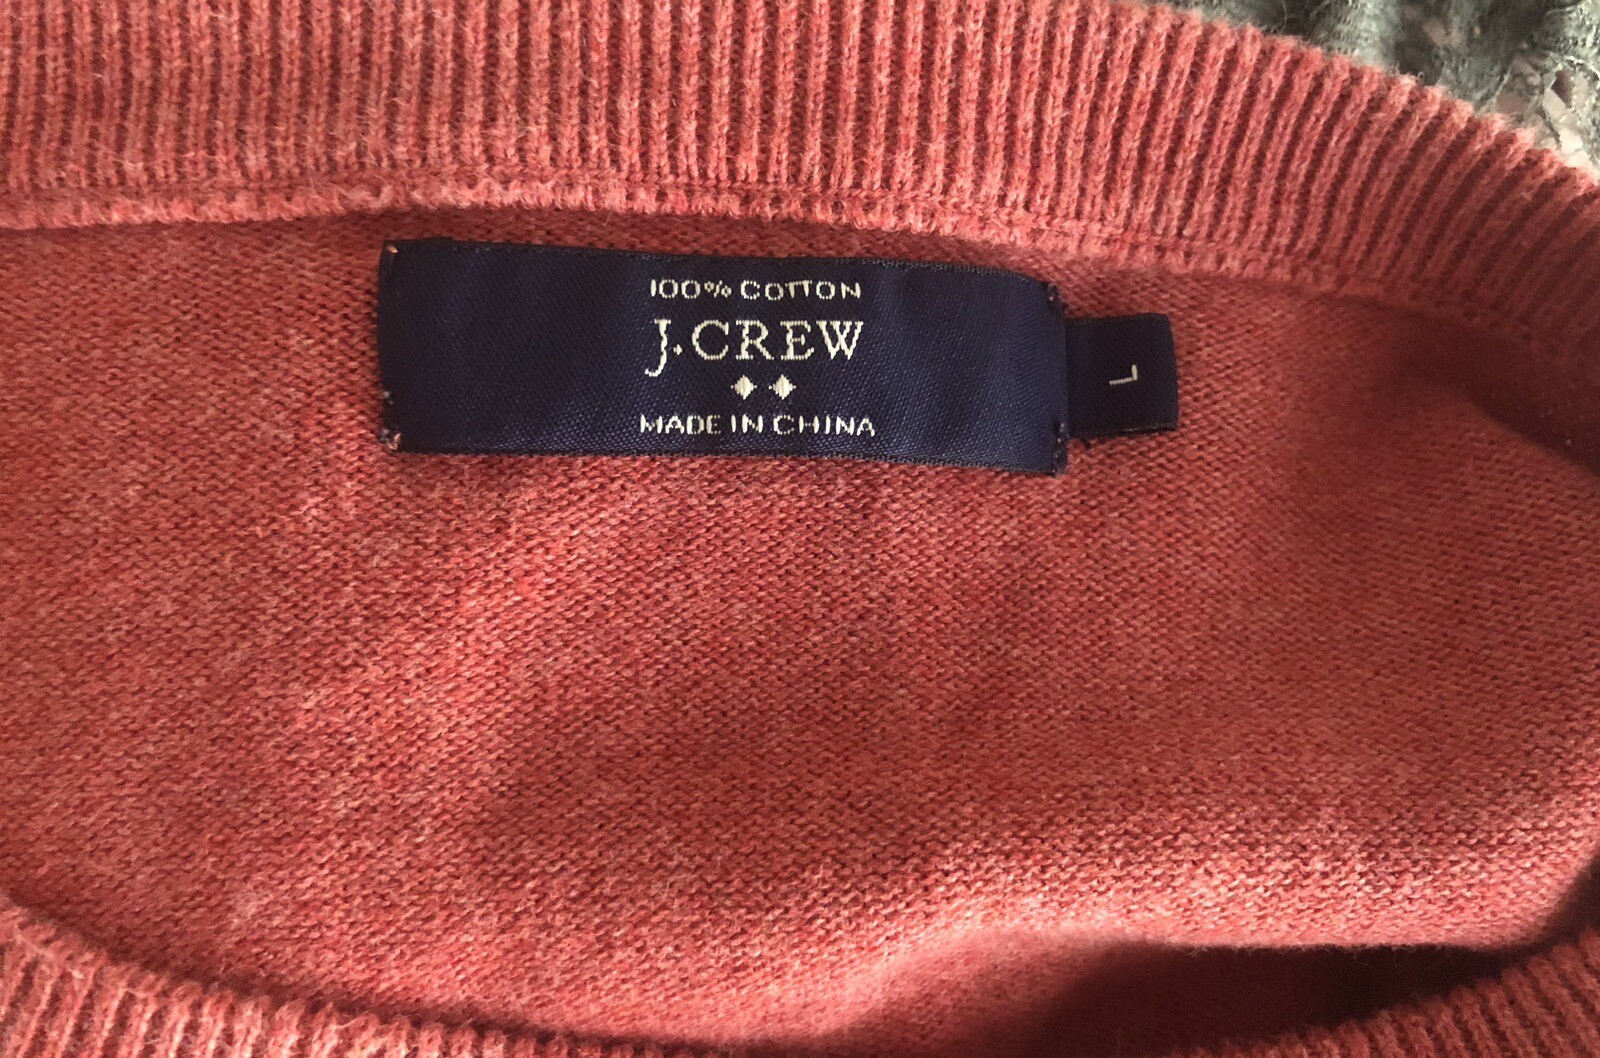 100% COTTON
J.CREW
MADE IN CHINA
L